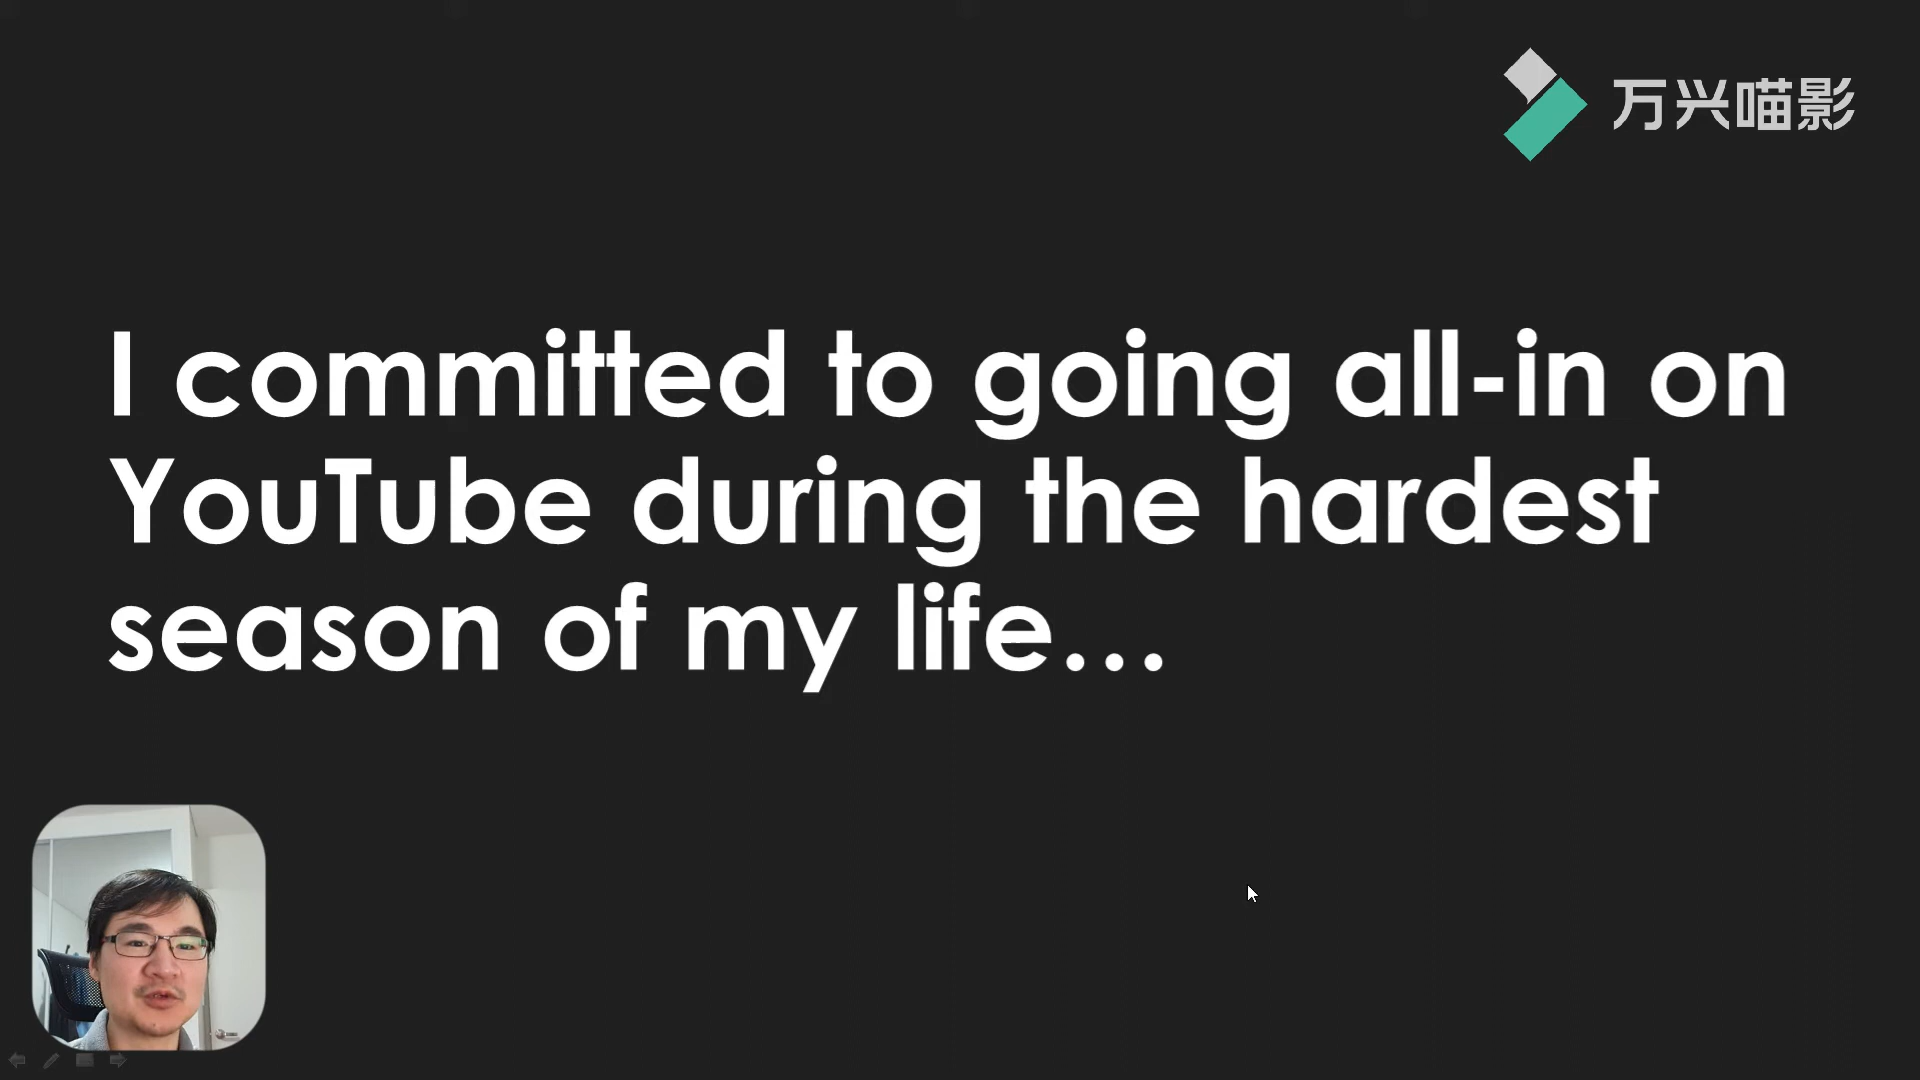 万兴喵影
I committed to going all-in on
YouTube during the hardest
season of my life...